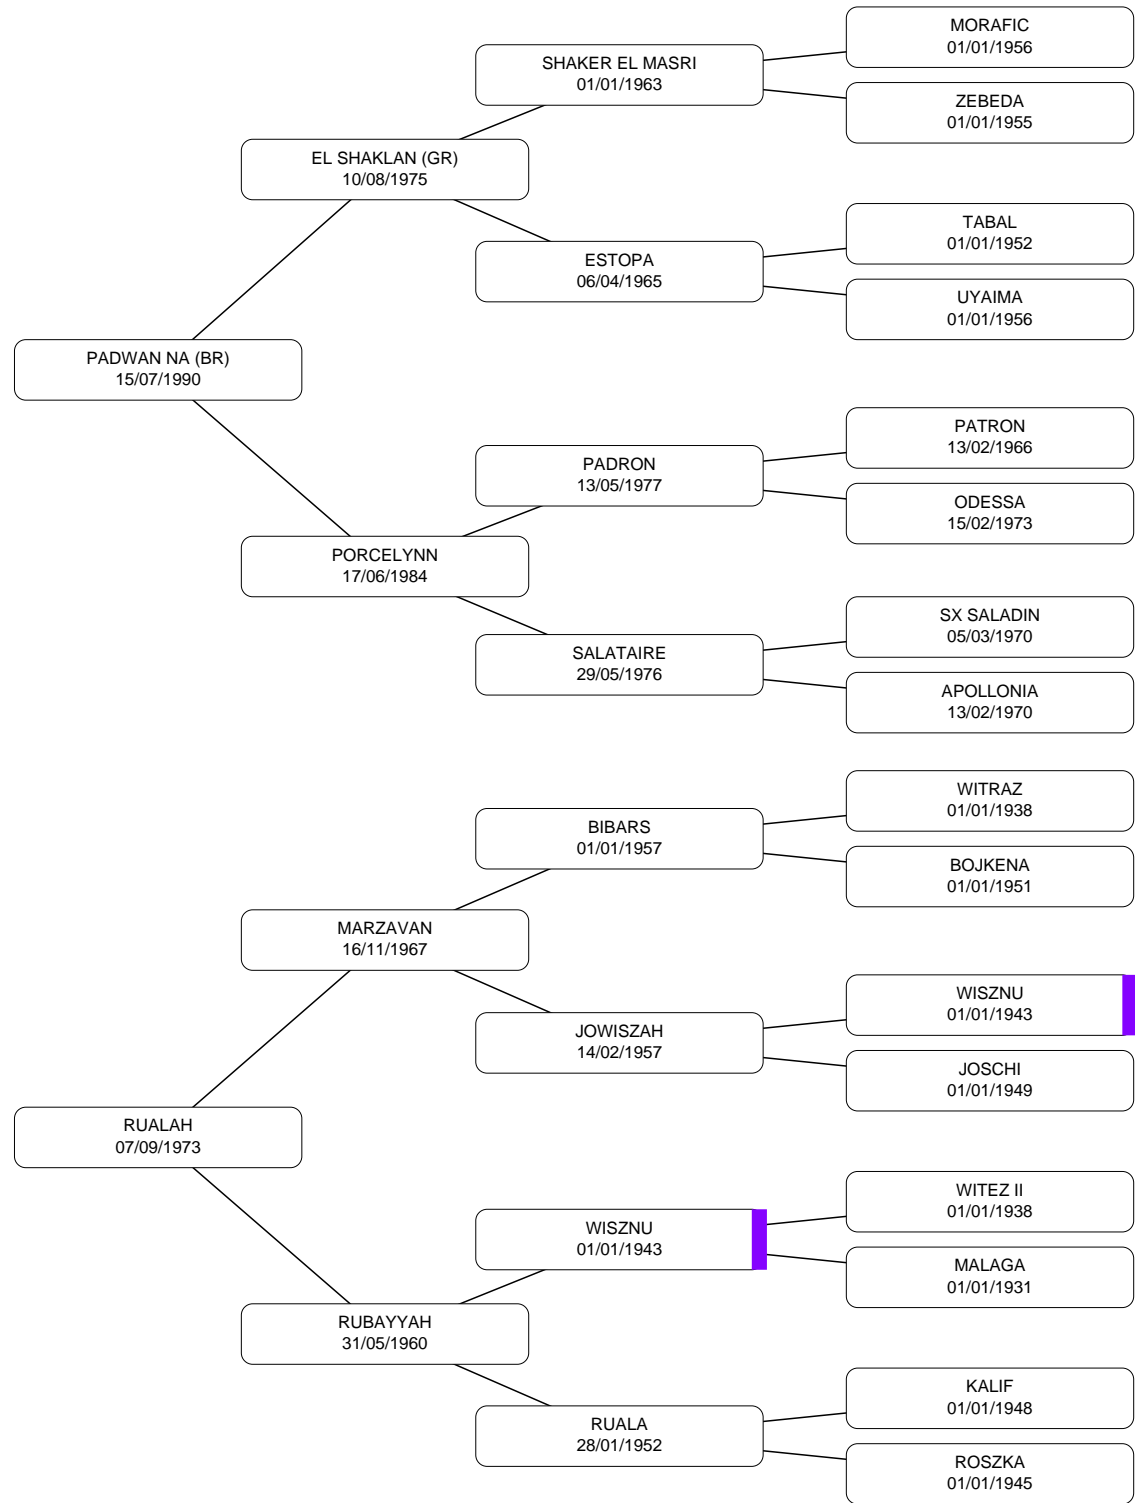 MORAFIC
01/01/1956
SHAKER EL MASRI
01/01/1963
ZEBEDA
01/01/1955
EL SHAKLAN (GR)
10/08/1975
TABAL
01/01/1952
ESTOPA
06/04/1965
UYAIMA
01/01/1956
PADWAN NA (BR)
15/07/1990
PATRON
13/02/1966
PADRON
13/05/1977
ODESSA
15/02/1973
PORCELYNN
17/06/1984
SX SALADIN
05/03/1970
SALATAIRE
29/05/1976
APOLLONIA
13/02/1970
WITRAZ
01/01/1938
BIBARS
01/01/1957
BOJKENA
01/01/1951
MARZAVAN
16/11/1967
WISZNU
01/01/1943
JOWISZAH
14/02/1957
JOSCHI
01/01/1949
RUALAH
07/09/1973
WITEZ II
01/01/1938
WISZNU
01/01/1943
MALAGA
01/01/1931
RUBAYYAH
31/05/1960
KALIF
01/01/1948
RUALA
28/01/1952
ROSZKA
01/01/1945